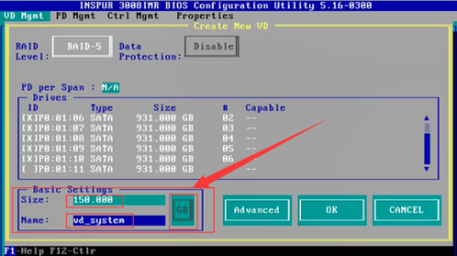 INSPUR 3008IMR BIOS Configuration Utility 5.16-0300
VD Mgmt PD Mgmt Ctrl Mgmt Properties
Create New VD
RAID Level: RAID-5 Data Protection: Disable
PD per Span : N/A
Drives
ID Type Size # Capable
[X]P0:01:06 SATA 931.000 GB 02 --
[X]P0:01:07 SATA 931.000 GB 03 --
[X]P0:01:08 SATA 931.000 GB 04 --
[X]P0:01:09 SATA 931.000 GB 05 --
[X]P0:01:10 SATA 931.000 GB 06 --
[ ]P0:01:11 SATA 931.000 GB -- --
Basic Settings
Size: 150.000 GB
Name: vd_system
Advanced OK CANCEL
F1-Help F12-Ctlr